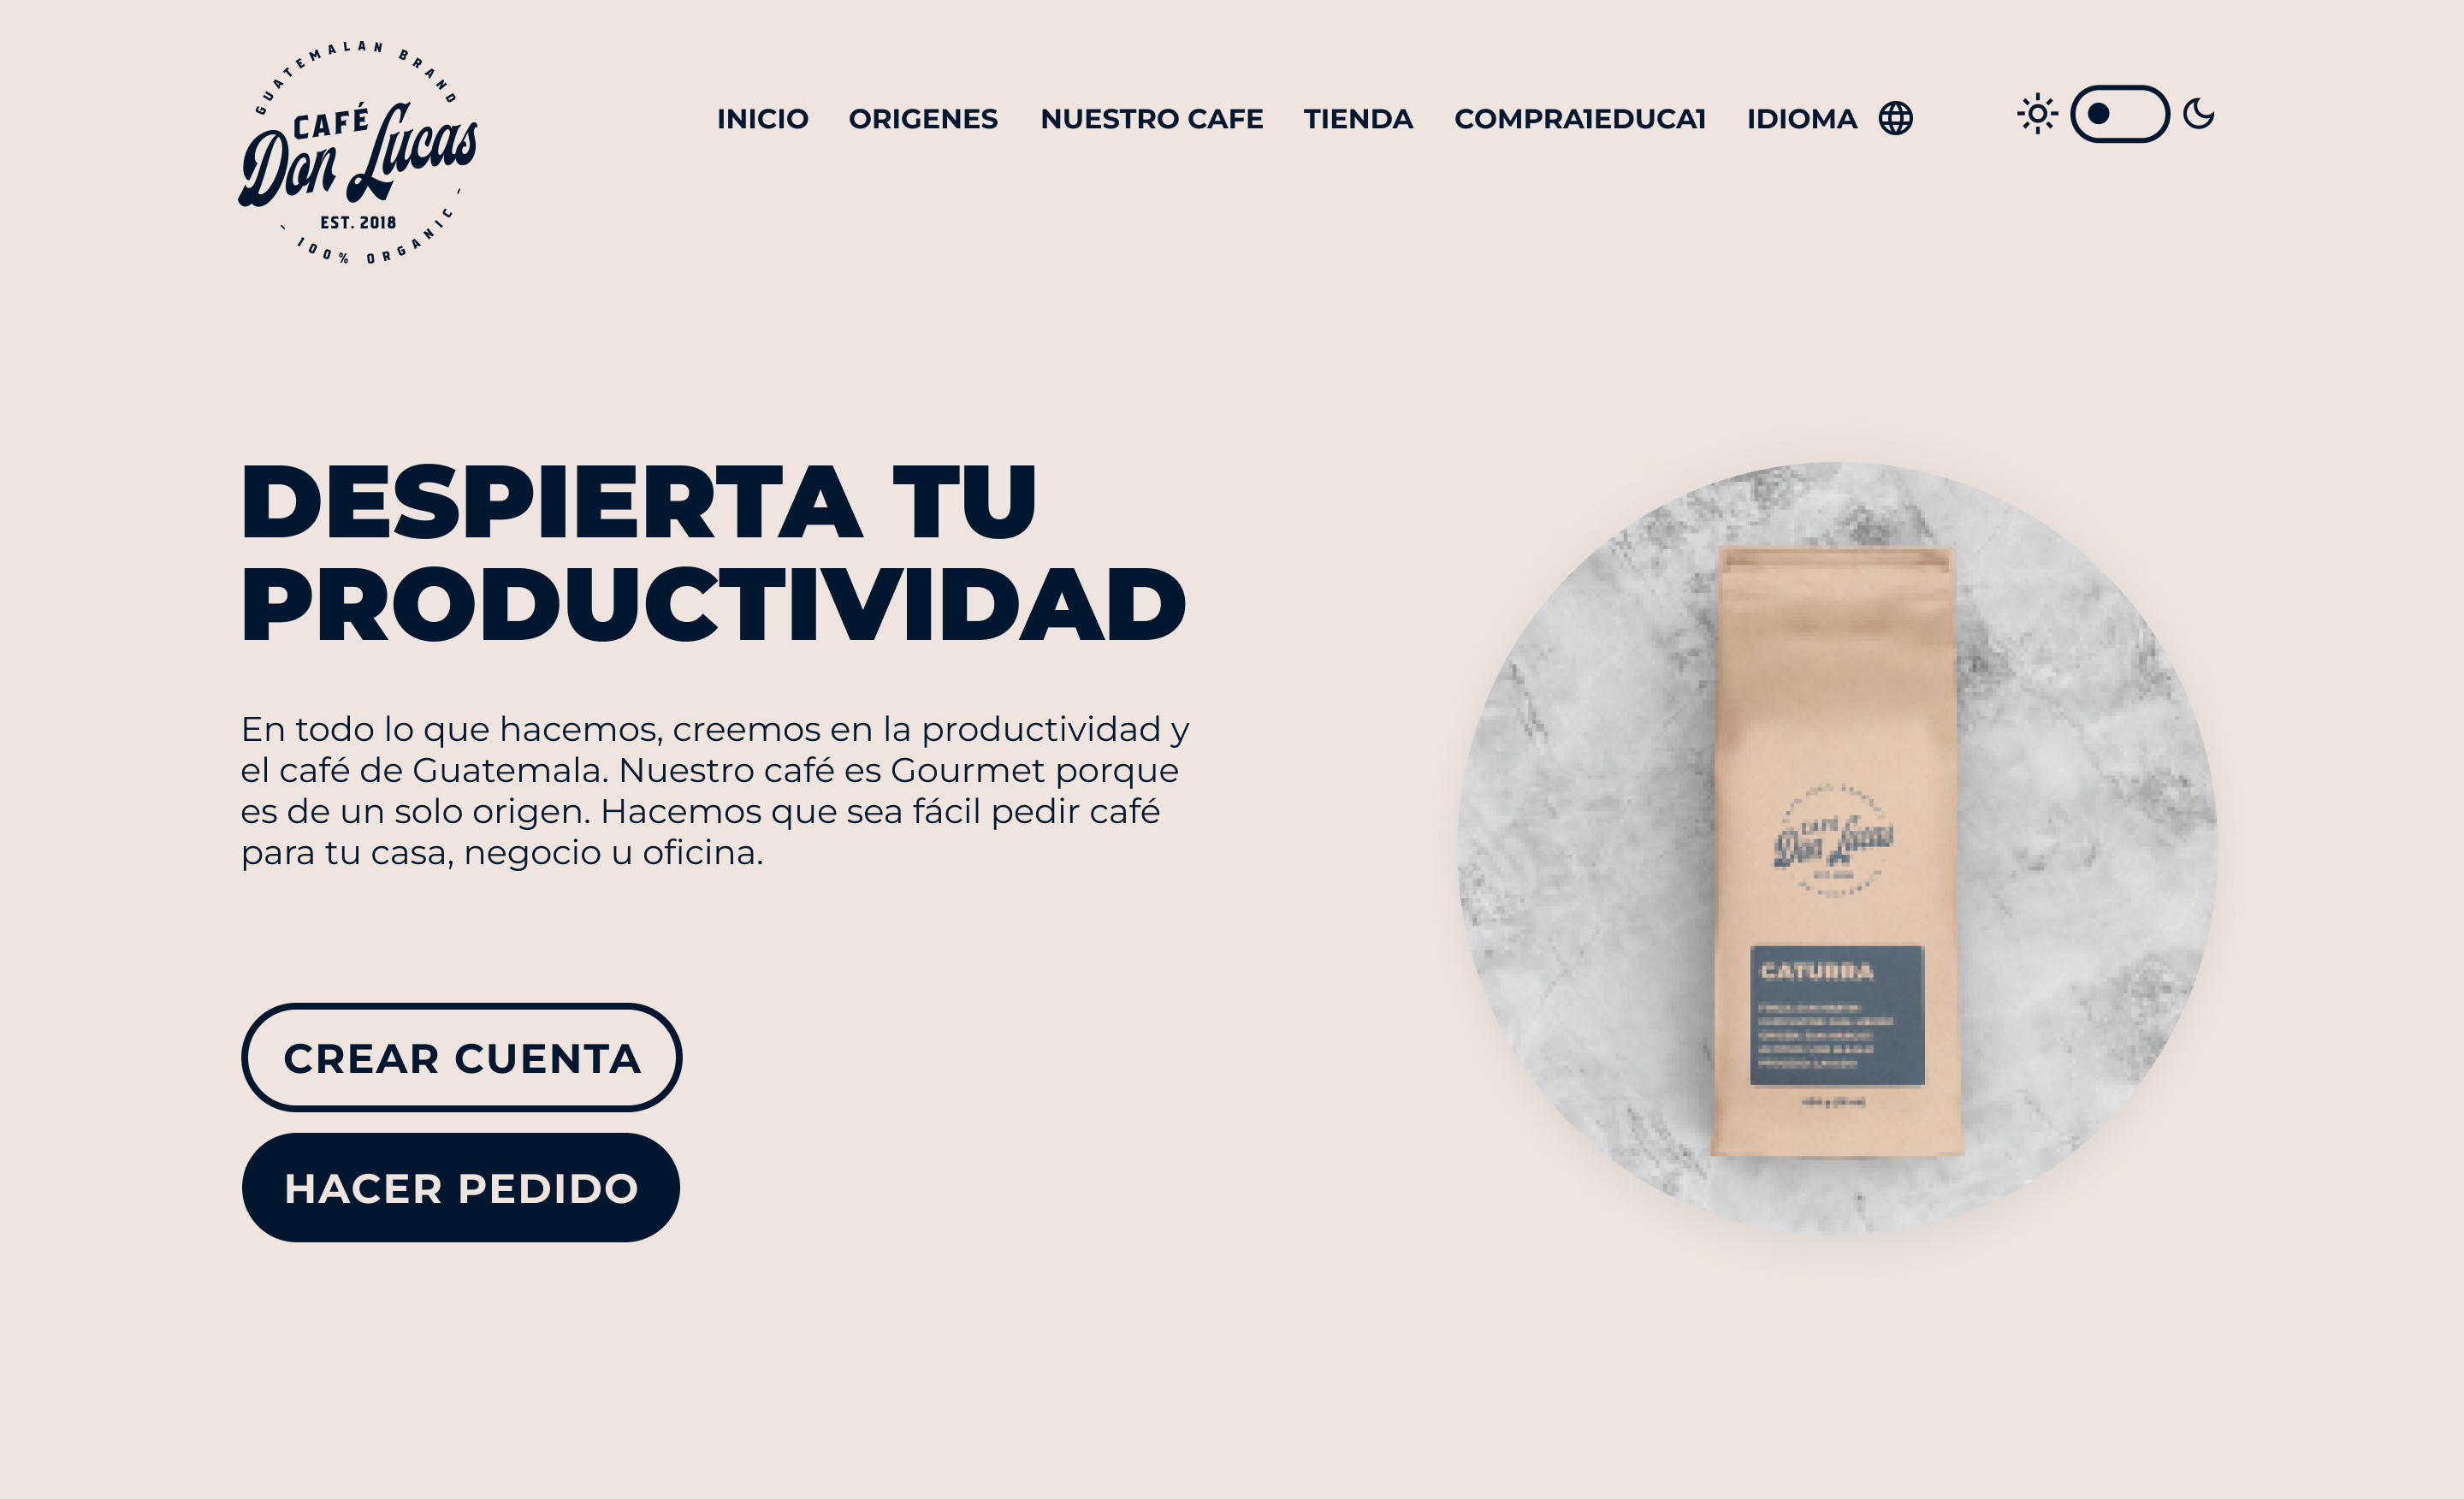 GUATEMALAN BRAND
CAFÉ
Don Lucas
EST. 2018
- 100% ORGANIC -
INICIO ORIGENES NUESTRO CAFE TIENDA COMPRA1EDUCA1 IDIOMA
DESPIERTA TU
PRODUCTIVIDAD
En todo lo que hacemos, creemos en la productividad y
el café de Guatemala. Nuestro café es Gourmet porque
es de un solo origen. Hacemos que sea fácil pedir café
para tu casa, negocio u oficina.
CREAR CUENTA
HACER PEDIDO
CAFÉ
Don Lucas
CATURRA